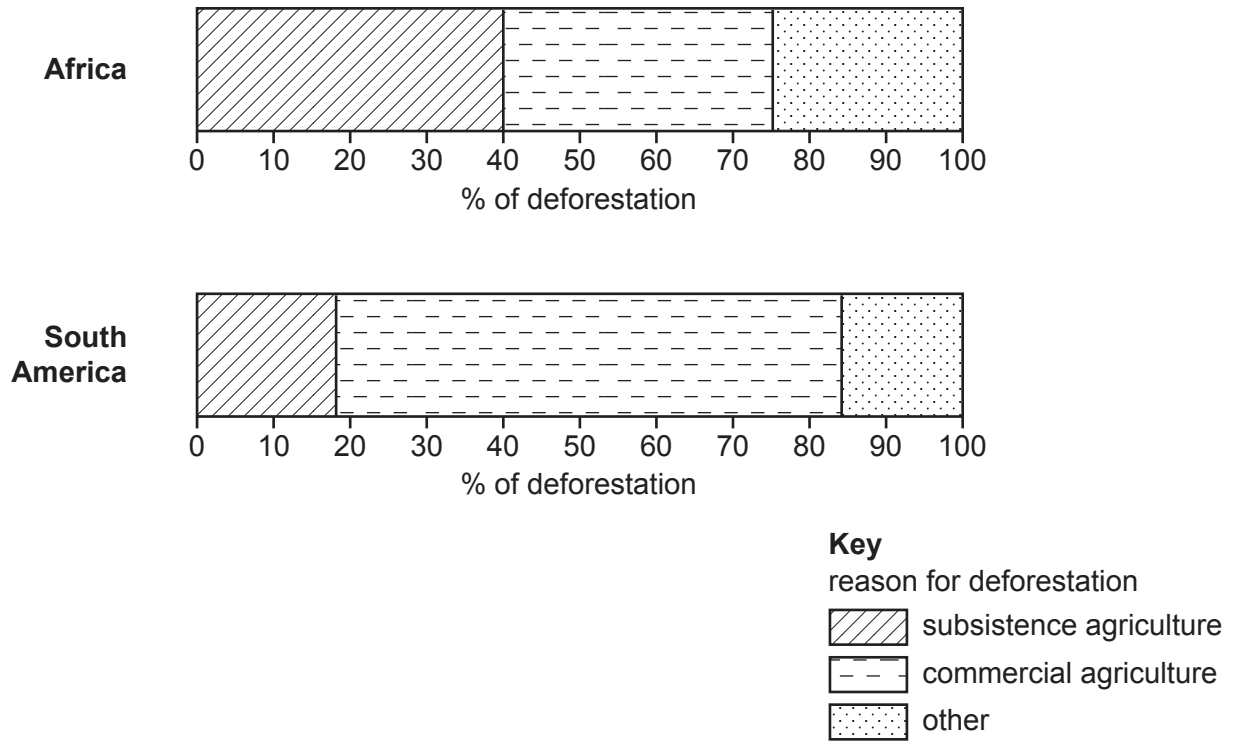 Africa
0 10 20 30 40 50 60 70 80 90 100
% of deforestation
South
America
0 10 20 30 40 50 60 70 80 90 100
% of deforestation
Key
reason for deforestation
subsistence agriculture
commercial agriculture
other